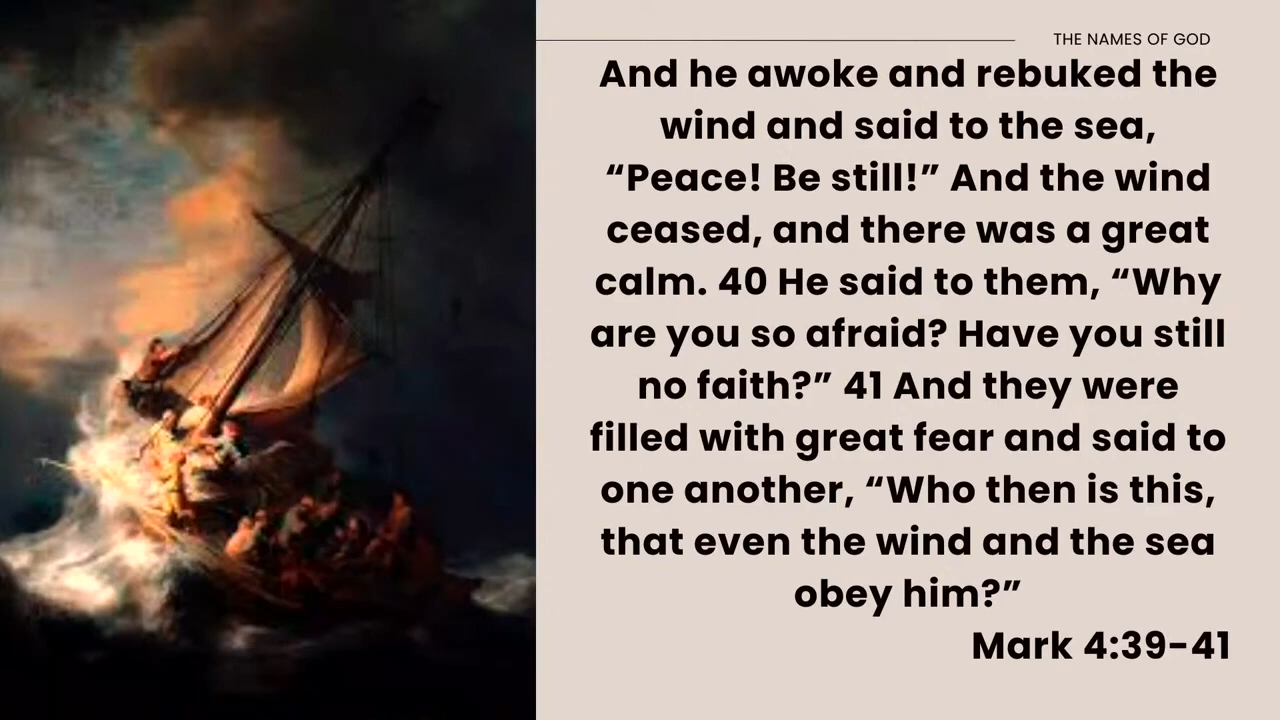 THE NAMES OF GOD
And he awoke and rebuked the
wind and said to the sea,
“Peace! Be still!” And the wind
ceased, and there was a great
calm. 40 He said to them, “Why
are you so afraid? Have you still
no faith?” 41 And they were
filled with great fear and said to
one another, “Who then is this,
that even the wind and the sea
obey him?”
Mark 4:39-41